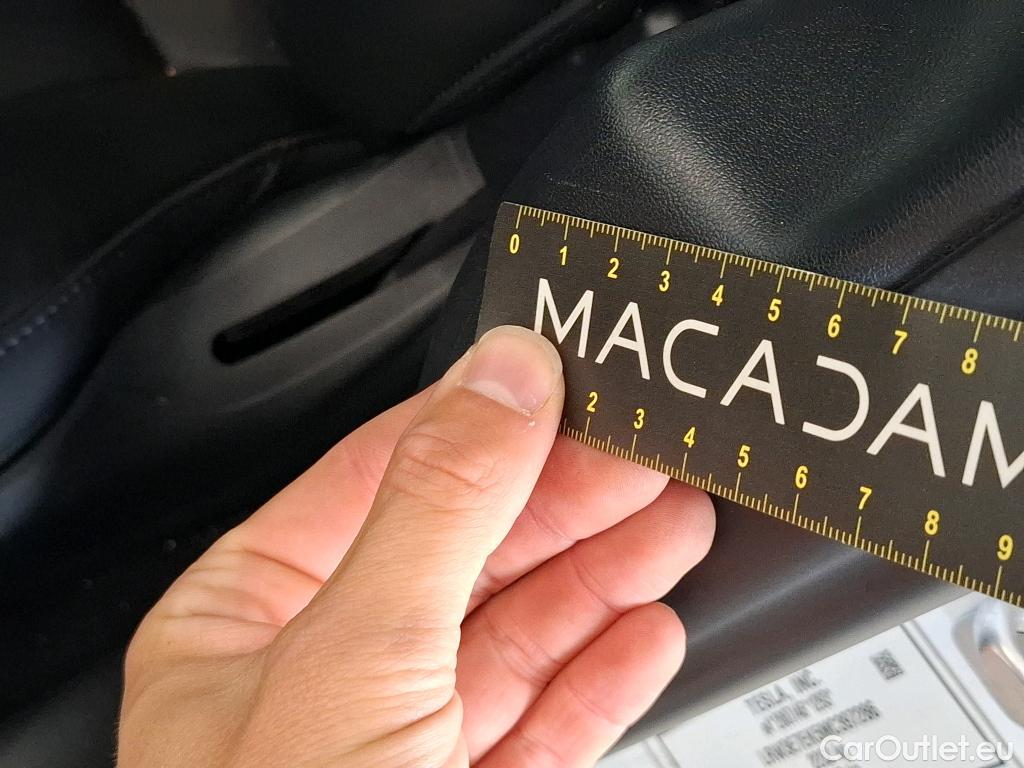 0 1 2 3 4 5 6 7 8
MACADAM
2 3 4 5 6 7 8 9
TESLA, INC.
CarOutlet.eu